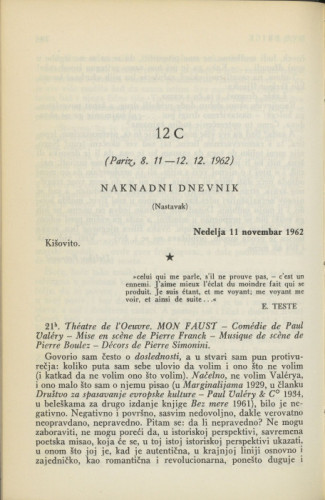 12 C
(Pariz, 8. 11 — 12. 12. 1962)
NAKNADNI DNEVNIK
(Nastavak)
Nedelja 11 novembar 1962
Kišovito.
★
«celui qui me parle, s'il ne prouve pas, – c'est un
ennemi. J'aime mieux l'éclat du moindre fait qui se
produit. Je suis étant, et me voyant; me voyant me
voir, et ainsi de suite...»
E. TESTE
21ʰ. Théatre de l'Oeuvre. MON FAUST – Comédie de Paul
Valéry – Mise en scène de Pierre Franck – Musique de scène de
Pierre Boulez – Décors de Pierre Simonini.
Govorio sam često o doslednosti, a u stvari sam pun protivu-
rečja: koliko puta sam sebe ulovio da volim i ono što ne volim
(i katkad da ne volim ono što volim). Načelno, ne volim Valérya,
i ono malo što sam o njemu pisao (u Marginalijama 1929, u članku
Društvo za spasavanje evropske kulture – Paul Valéry & C° 1934,
u beleškama za drugo izdanje knjige Bez mere 1961), bilo je ne-
gativno. Negativno i površno, sasvim nedovoljno, dakle verovatno
neopravdano, nepravedno. Pitam se: da li nepravedno? Ne mogu
zaboraviti, ne mogu poreći da je, u istoriskoj perspektivi, savremena
poetska misao, koja će se, u toj istoj istoriskoj perspektivi ukazati,
u onom što joj je, kad je autentična, u krajnjoj liniji osnovno i
zajedničko, kao romantična i revolucionarna, ponešto duguje i